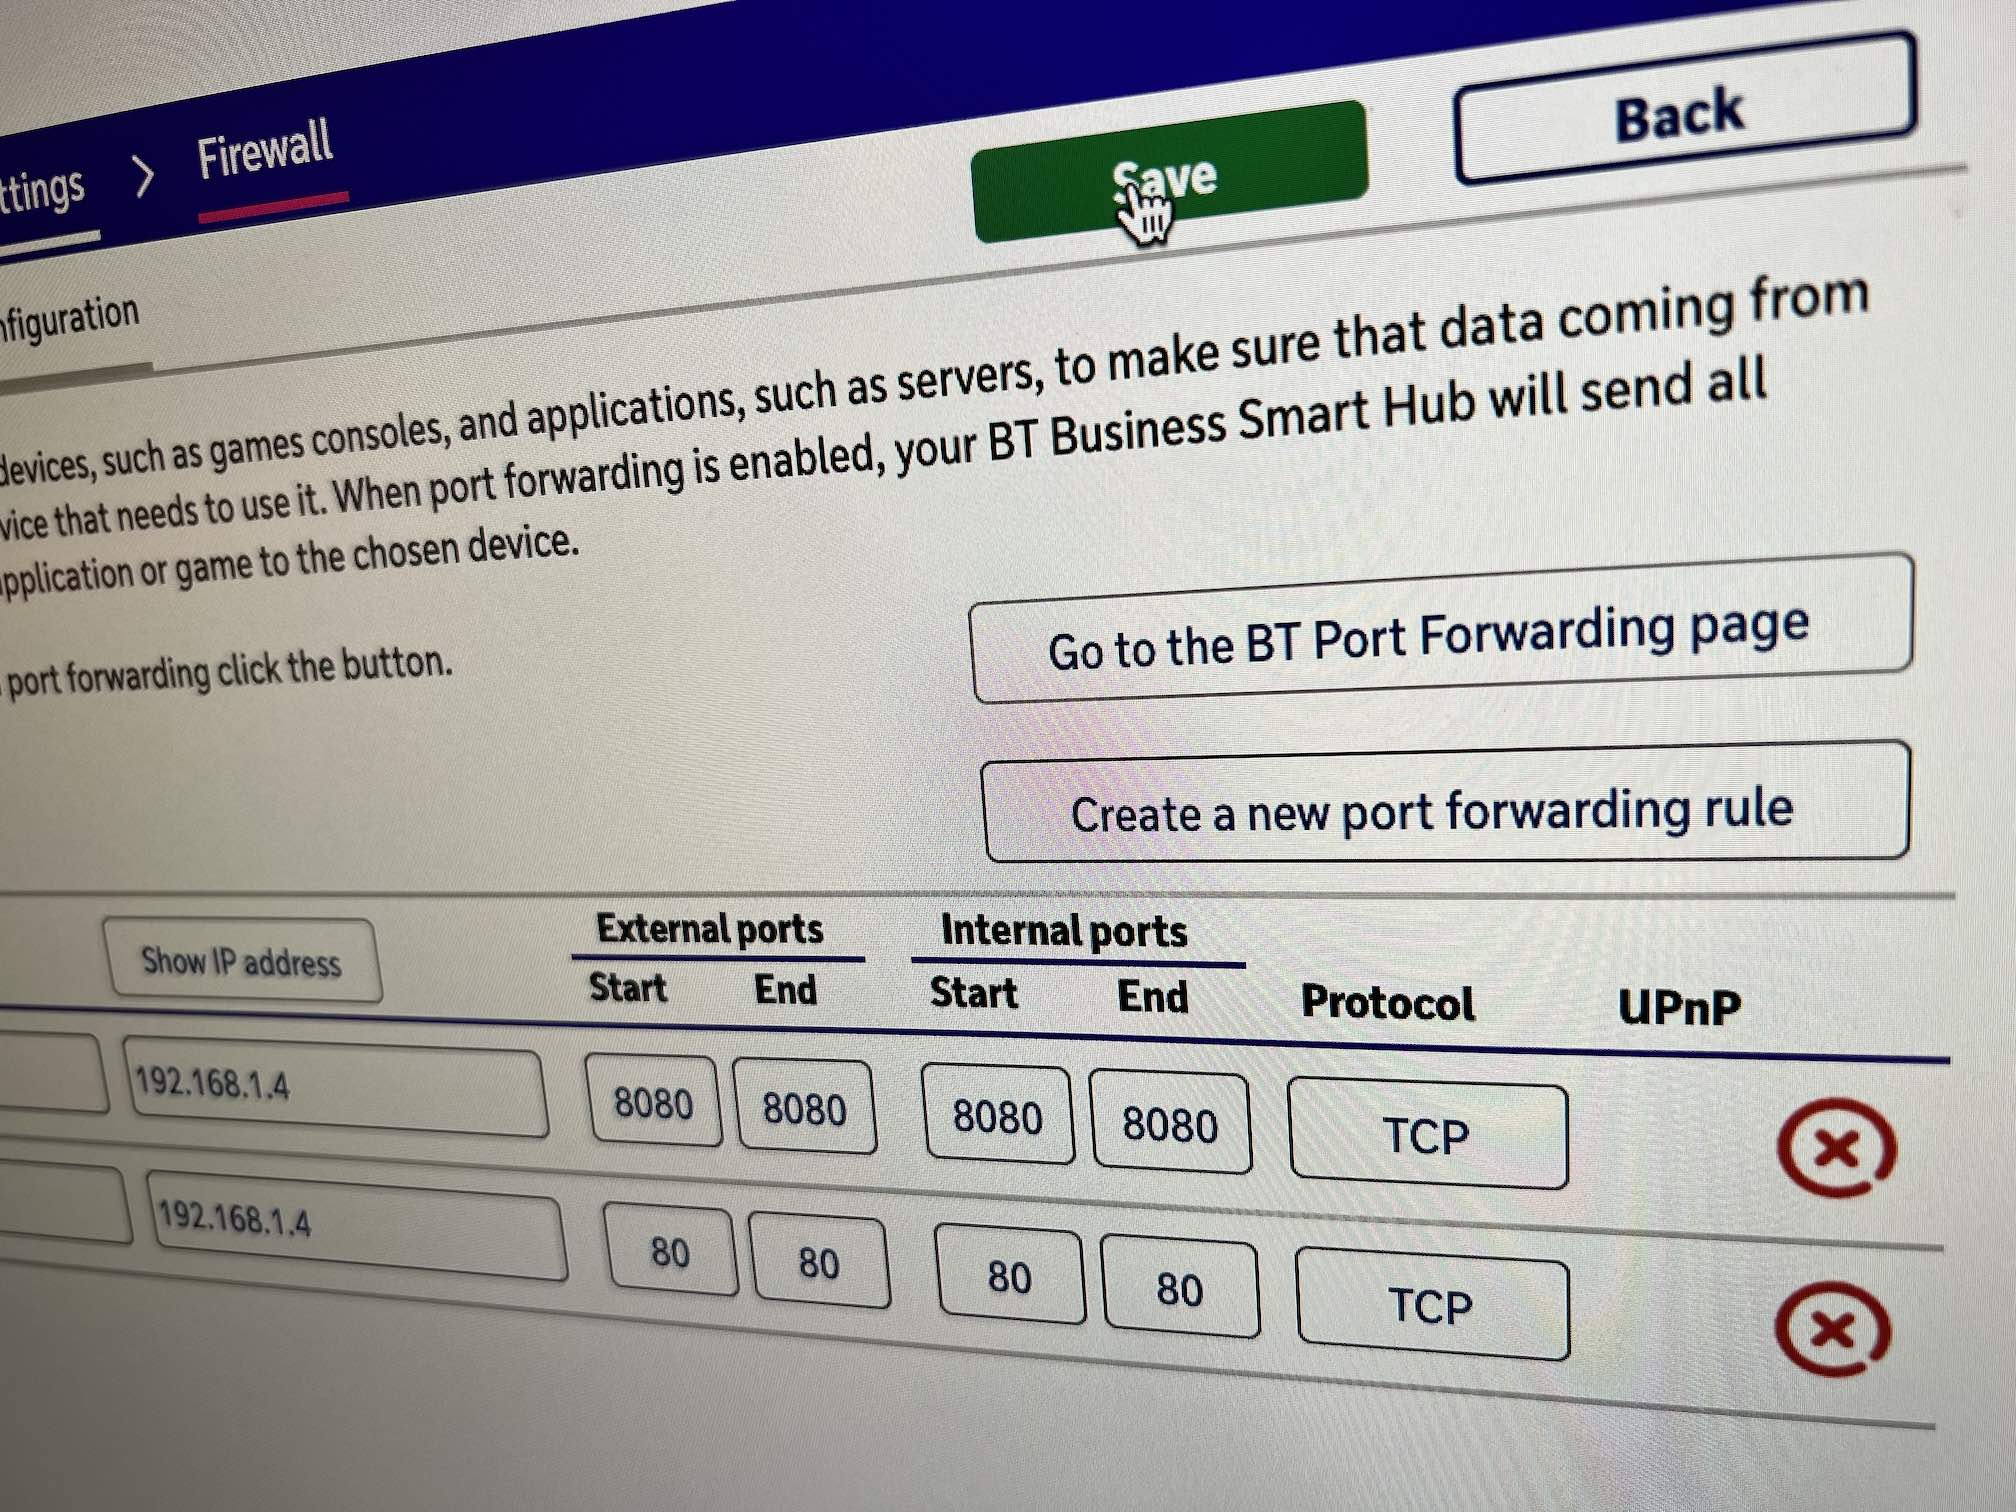 ttings > Firewall
Save
Back
nfiguration
devices, such as games consoles, and applications, such as servers, to make sure that data coming from
vice that needs to use it. When port forwarding is enabled, your BT Business Smart Hub will send all
application or game to the chosen device.
port forwarding click the button.
Go to the BT Port Forwarding page
Create a new port forwarding rule
Show IP address
External ports Internal ports
Start End Start End Protocol UPnP
192.168.1.4 8080 8080 8080 8080 TCP
192.168.1.4 80 80 80 80 TCP